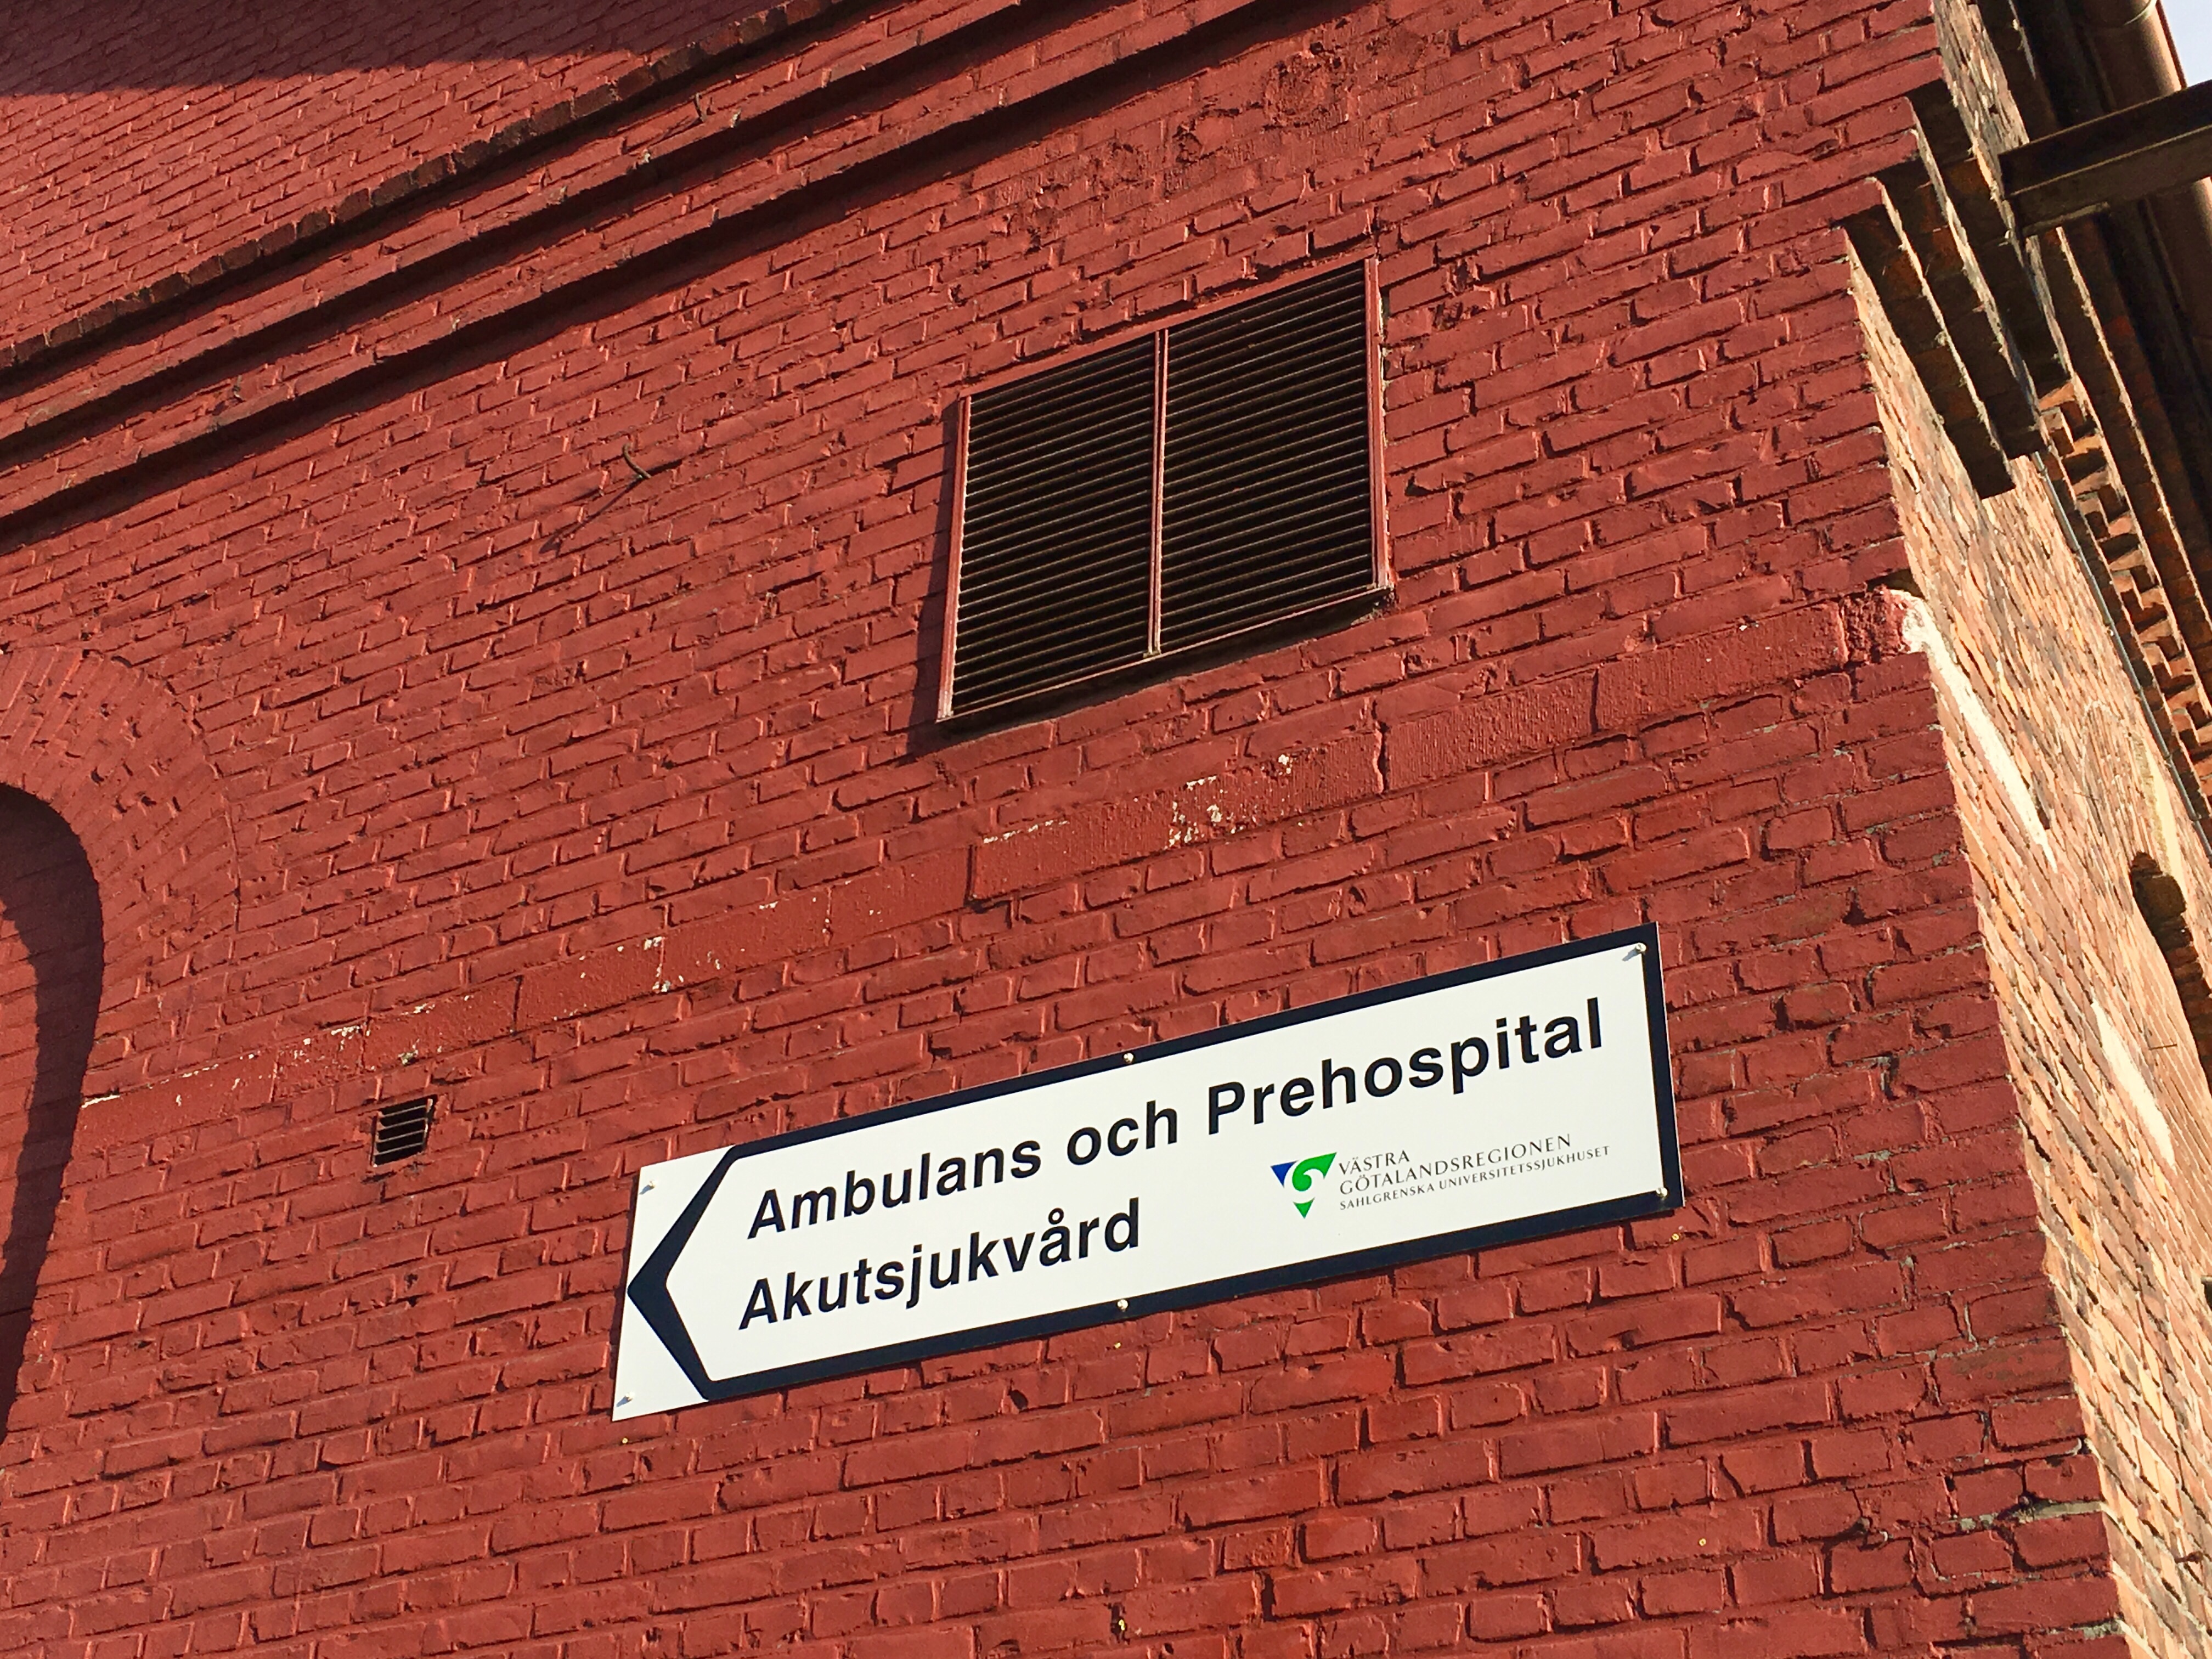 Ambulans och Prehospital
Akutsjukvård
VÄSTRA
GÖTALANDSREGIONEN
SAHLGRENSKA UNIVERSITETSSJUKHUSET